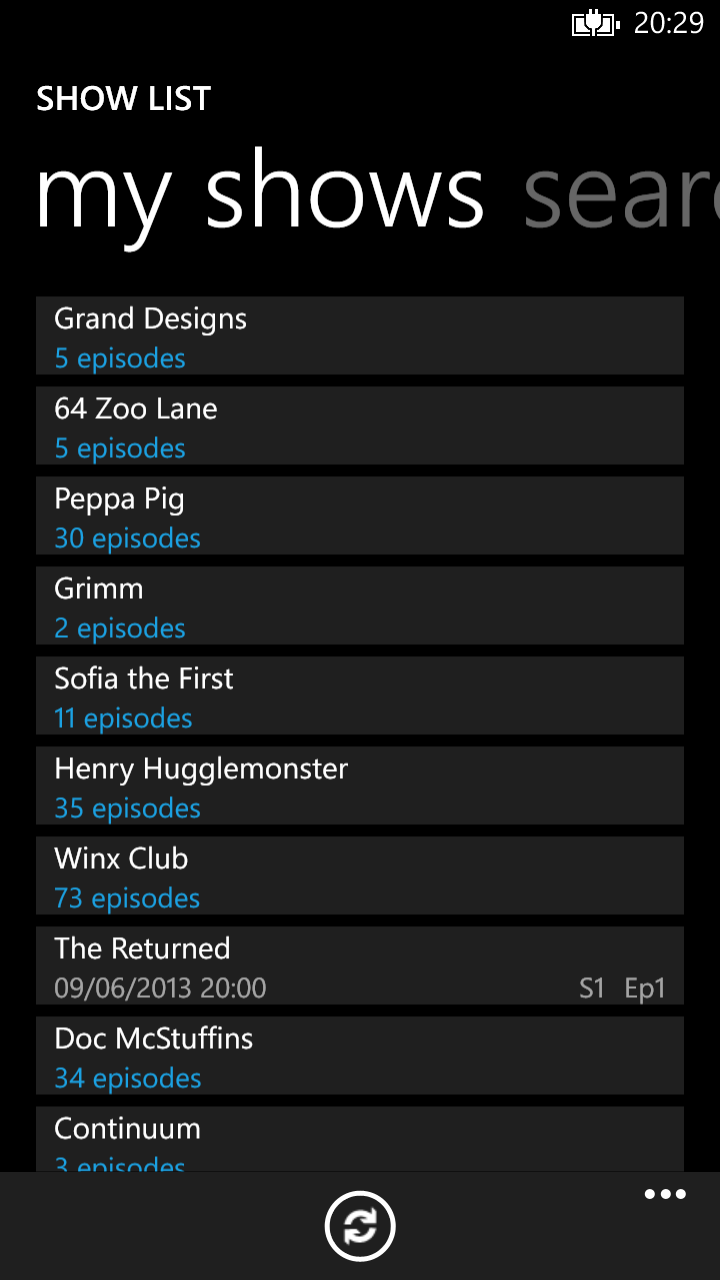 20:29
SHOW LIST
my shows sear
Grand Designs
5 episodes
64 Zoo Lane
5 episodes
Peppa Pig
30 episodes
Grimm
2 episodes
Sofia the First
11 episodes
Henry Hugglemonster
35 episodes
Winx Club
73 episodes
The Returned
09/06/2013 20:00 S1 Ep1
Doc McStuffins
34 episodes
Continuum
3 episodes